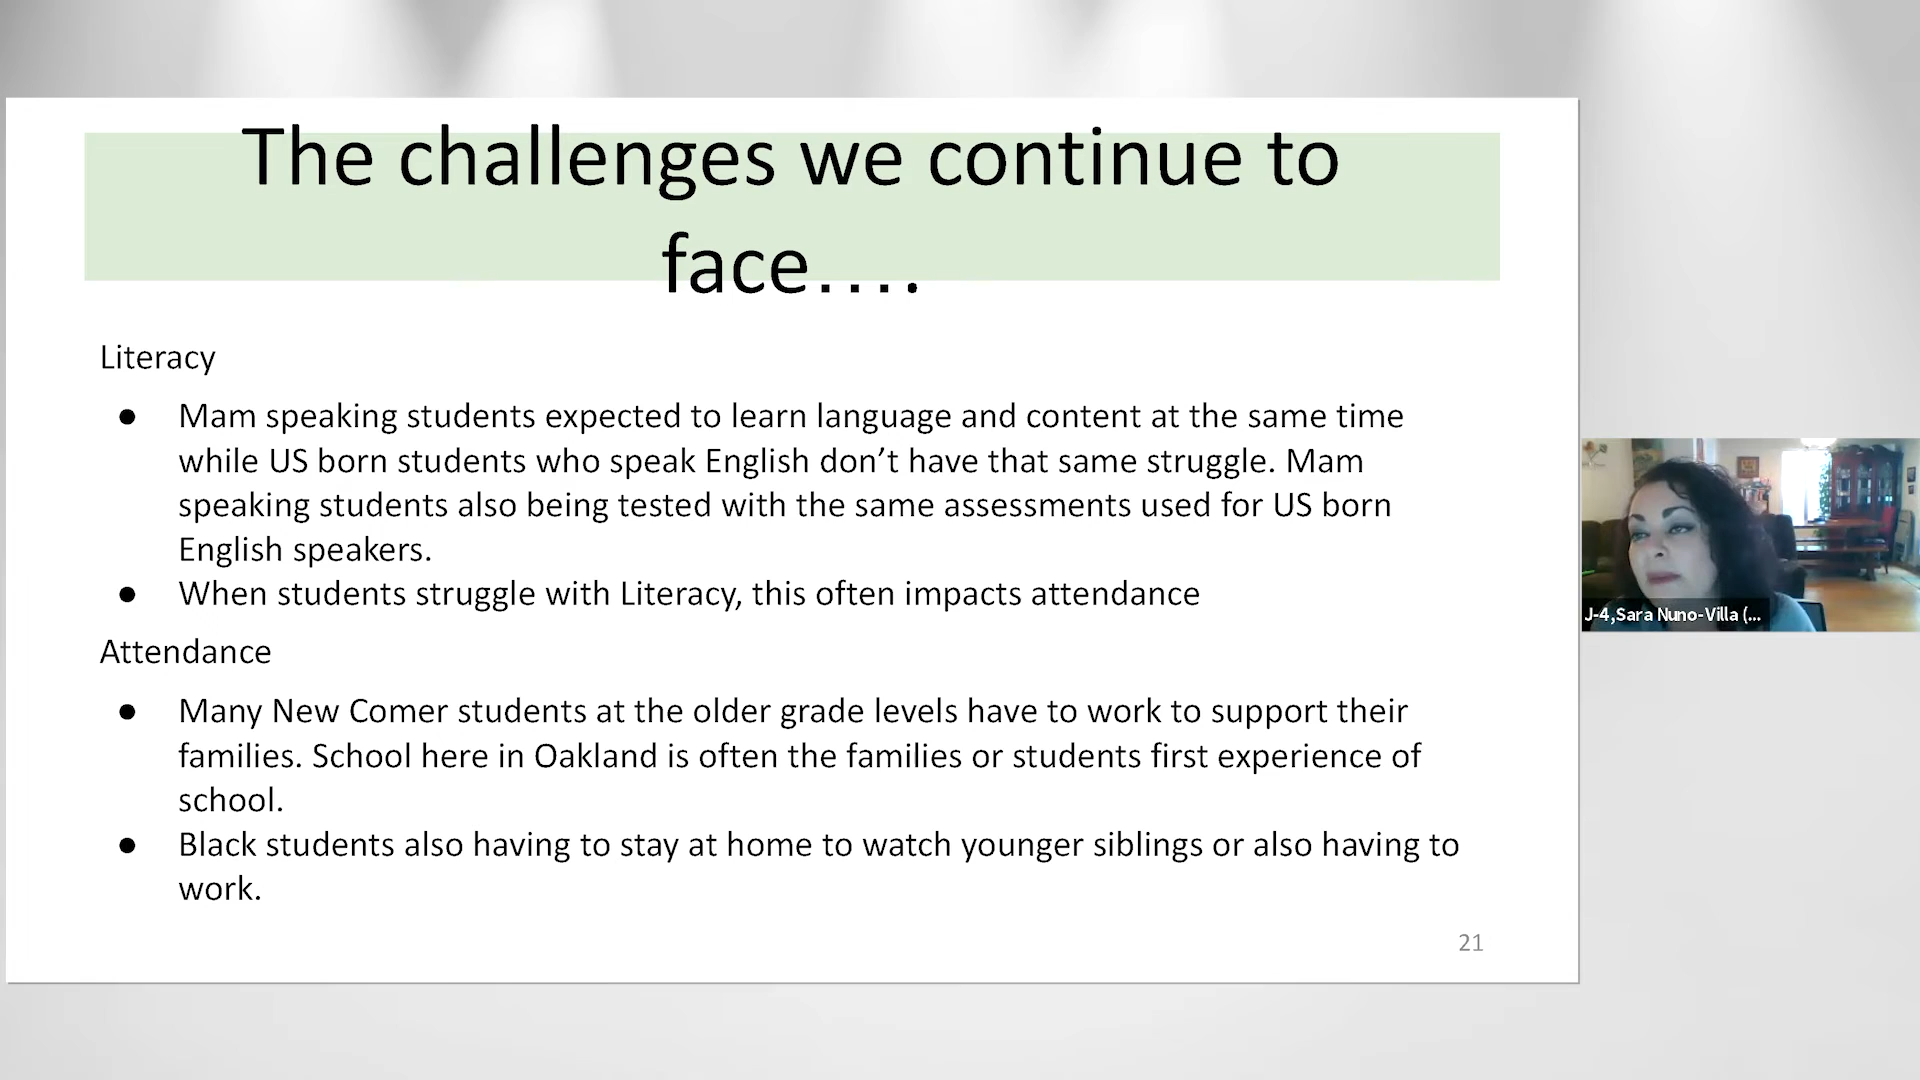 The challenges we continue to
face….
Literacy
● Mam speaking students expected to learn language and content at the same time
while US born students who speak English don’t have that same struggle. Mam
speaking students also being tested with the same assessments used for US born
English speakers.
● When students struggle with Literacy, this often impacts attendance
Attendance
● Many New Comer students at the older grade levels have to work to support their
families. School here in Oakland is often the families or students first experience of
school.
● Black students also having to stay at home to watch younger siblings or also having to
work.
21
J-4,Sara Nuno-Villa (...